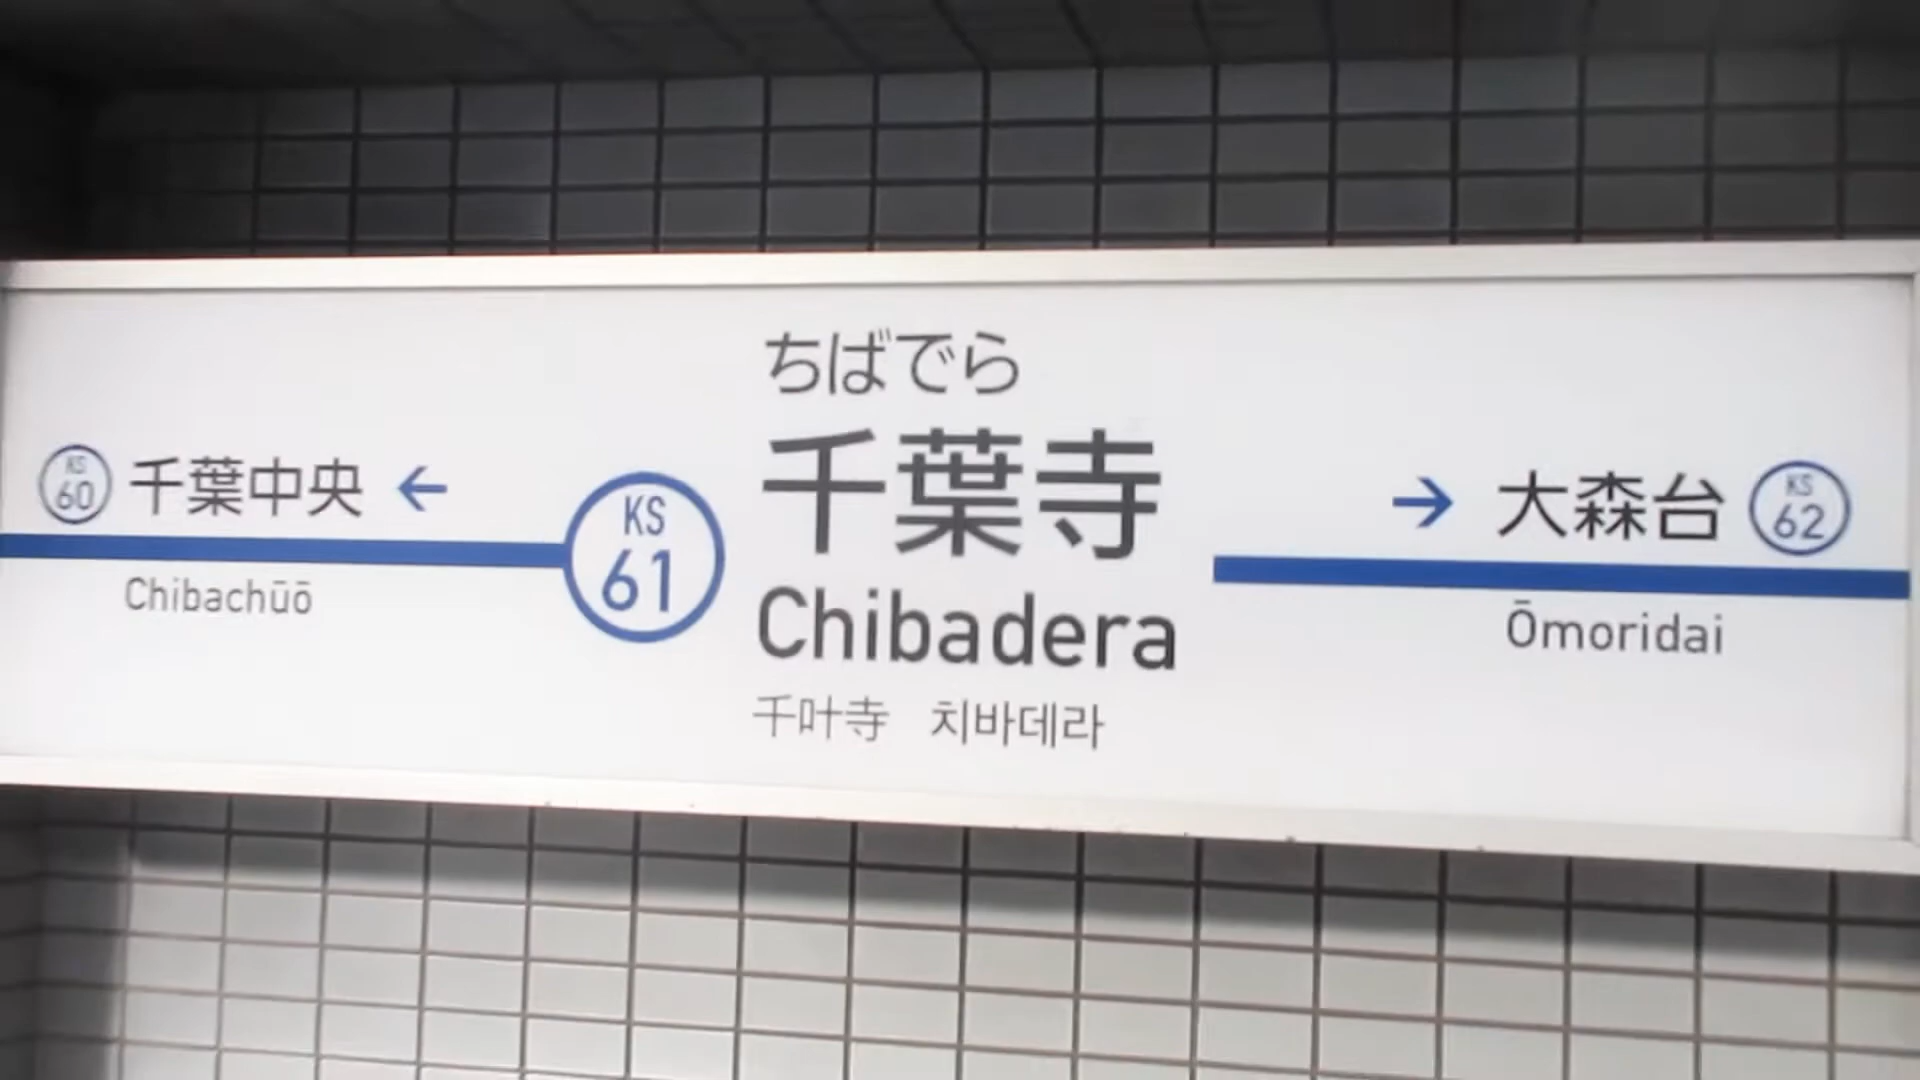 KS
60
千葉中央 ←
Chibachūō
KS
61
ちばでら
千葉寺
Chibadera
千叶寺 치바데라
→ 大森台
KS
62
Ōmoridai